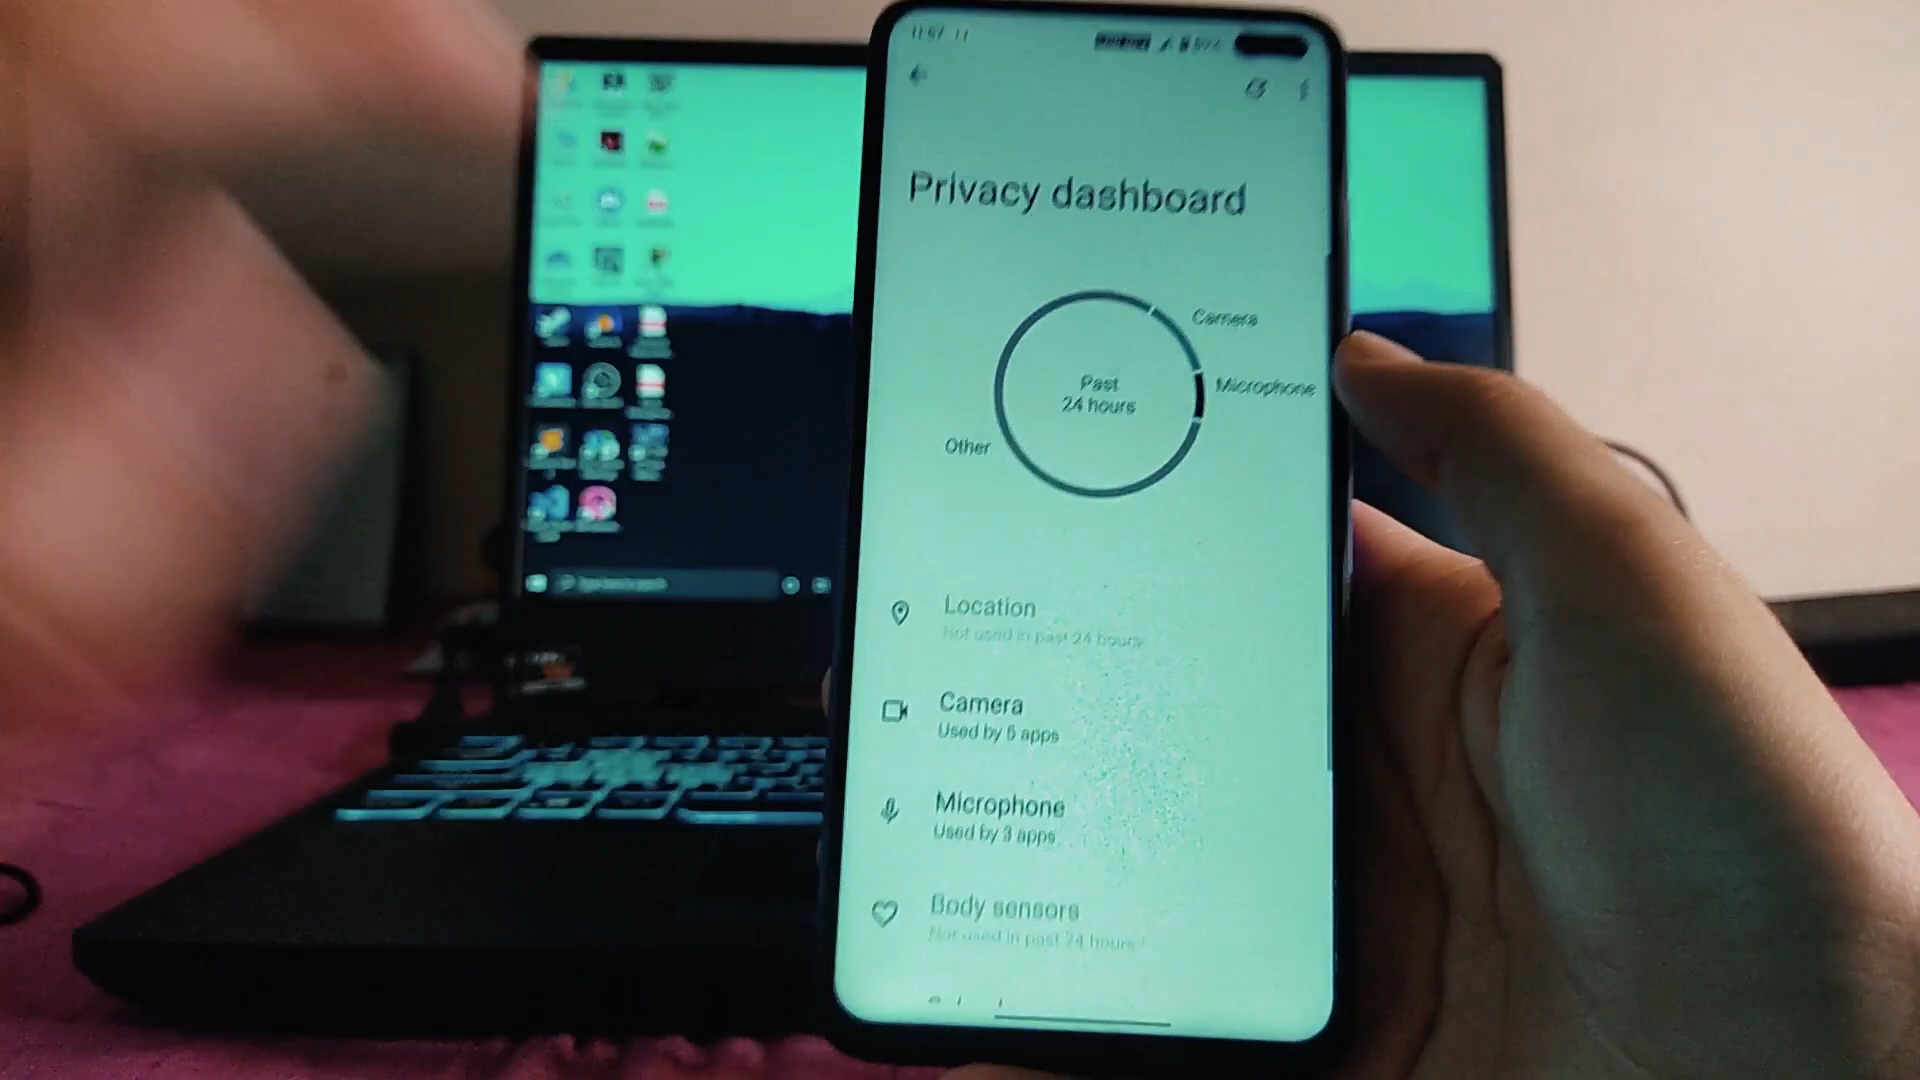 Privacy dashboard
Camera
Past
24 hours
Microphone
Other
Location
Not used in past 24 hours
Camera
Used by 6 apps
Microphone
Used by 3 apps
Body sensors
Not used in past 24 hours